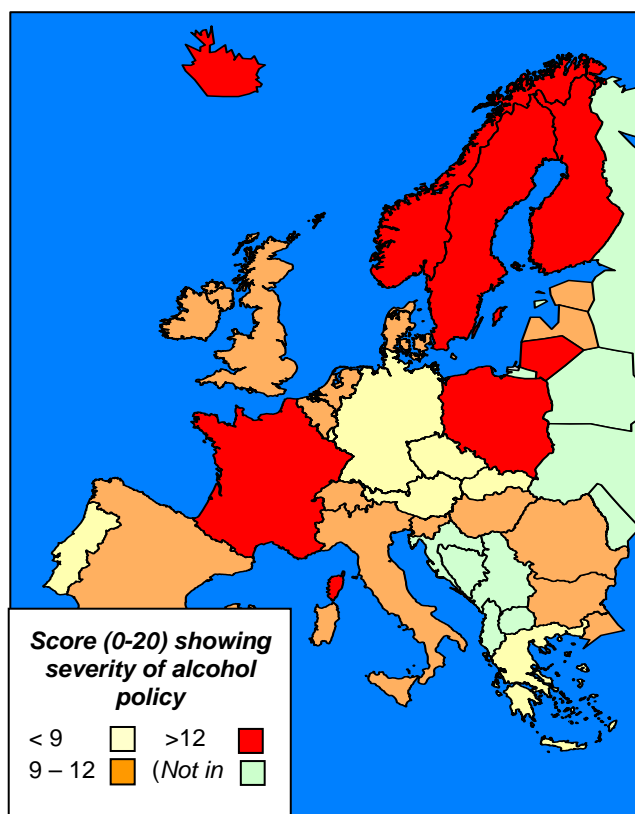 Score (0-20) showing
severity of alcohol
policy
< 9 >12
9 – 12 (Not in